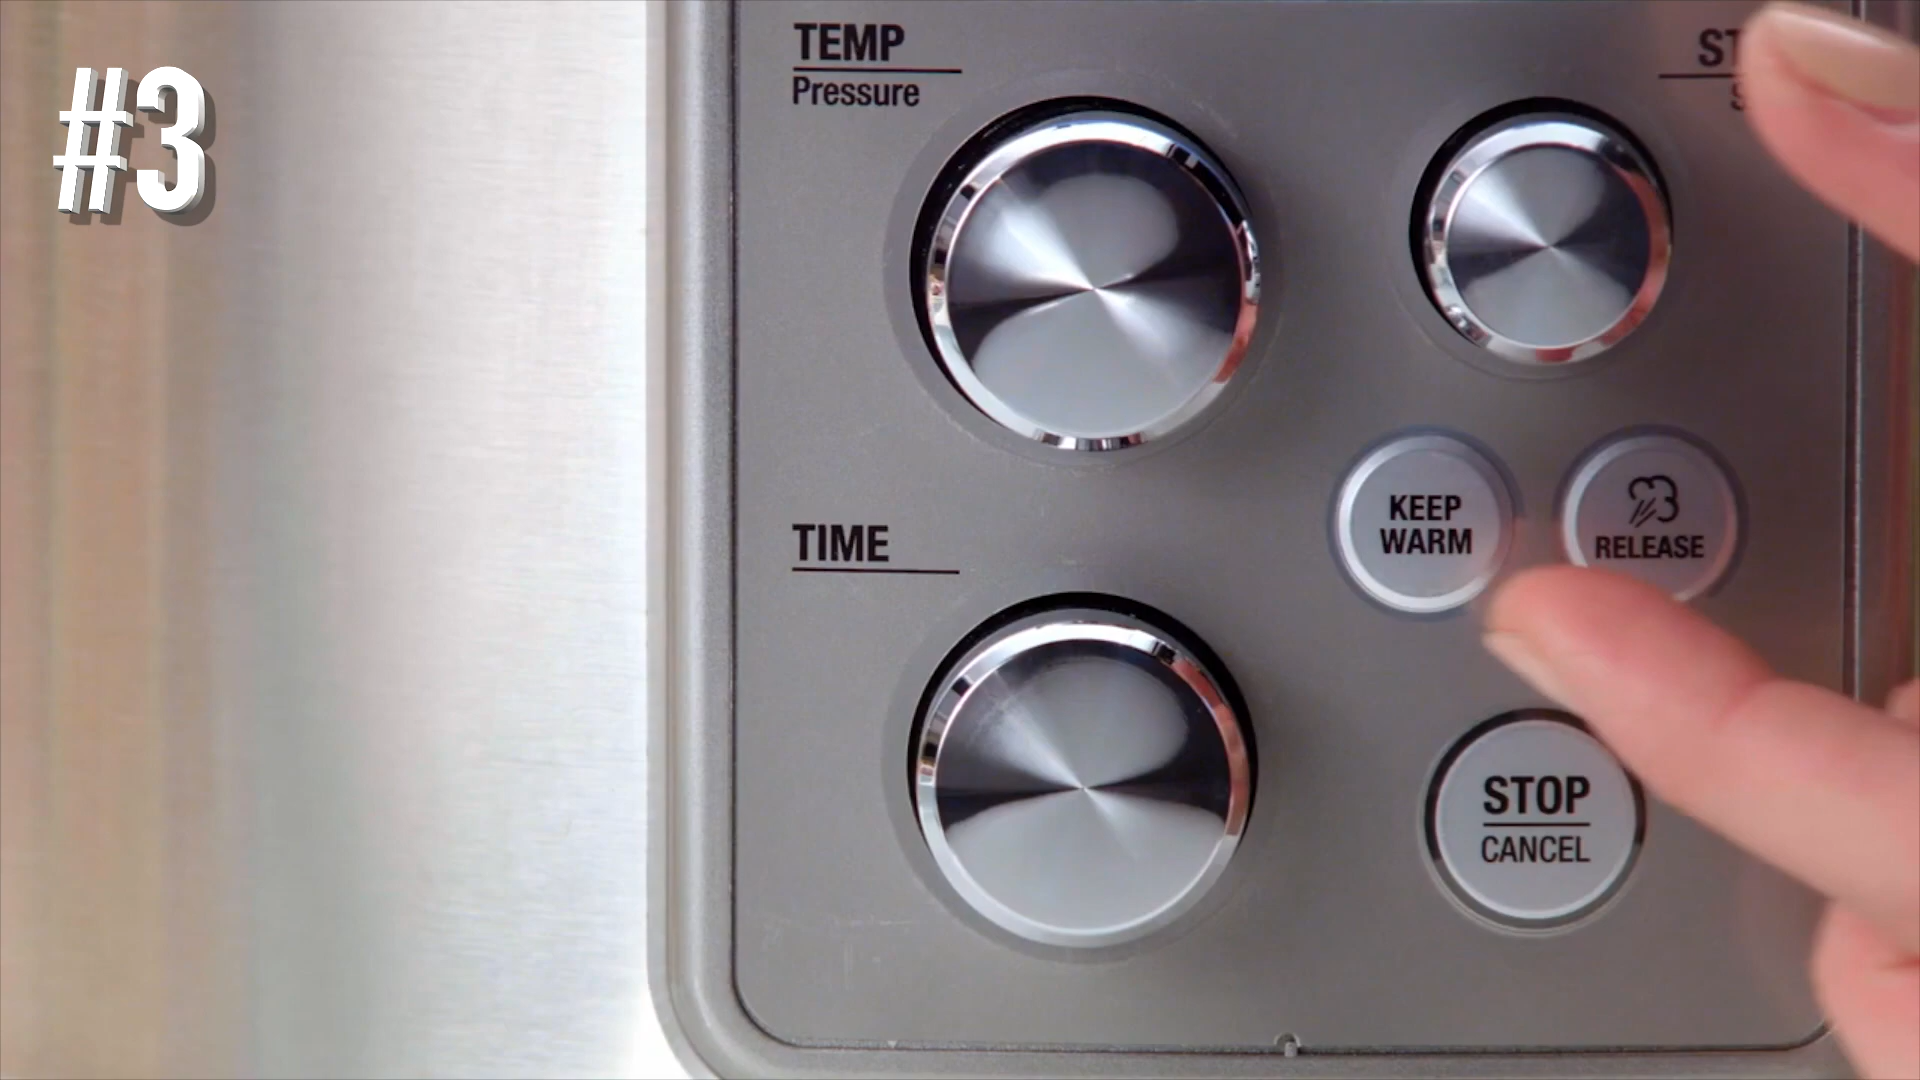 #3
TEMP
Pressure
KEEP
WARM
RELEASE
TIME
STOP
CANCEL